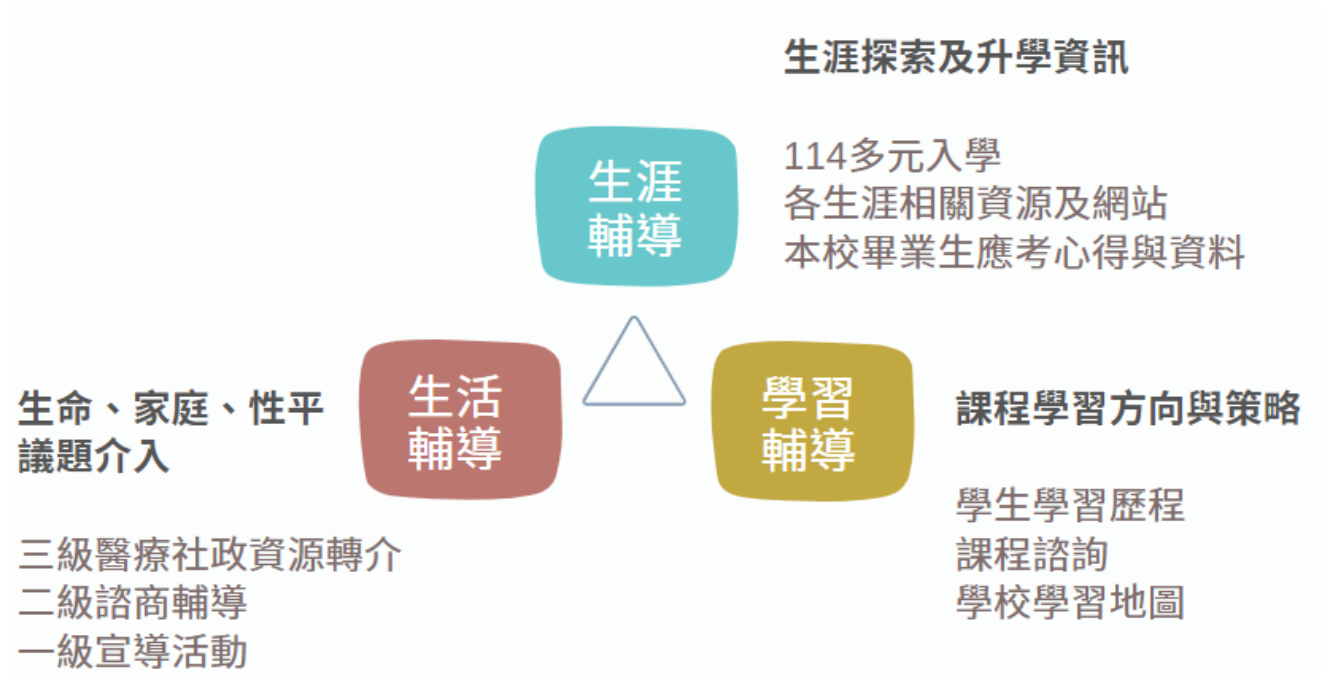 生涯探索及升學資訊
114多元入學
各生涯相關資源及網站
本校畢業生應考心得與資料
生涯
輔導
生活
輔導
生命、家庭、性平
議題介入
三級醫療社政資源轉介
二級諮商輔導
一級宣導活動
學習
輔導
課程學習方向與策略
學生學習歷程
課程諮詢
學校學習地圖